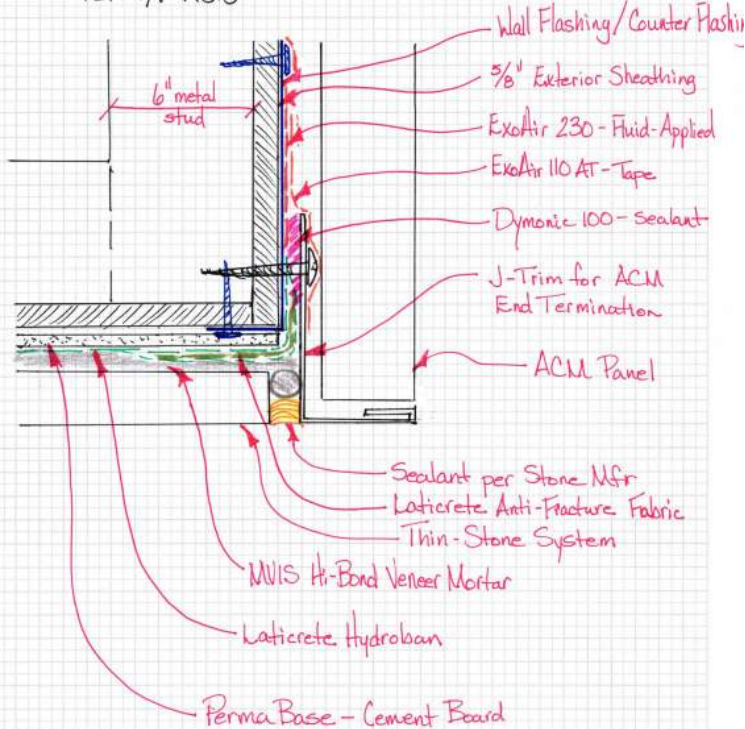 Wall Flashing/Counter Flashin
5/8" Exterior Sheathing
6" metal
stud
ExoAir 230 - Fluid-Applied
ExoAir 110 AT - Tape
Dymonic 100 - Sealant
J-Trim for ACM
End Termination
ACM Panel
Sealant per Stone Mfr
Laticrete Anti-Fracture Fabric
Thin-Stone System
MVIS Hi-Bond Veneer Mortar
Laticrete Hydroban
PermaBase - Cement Board